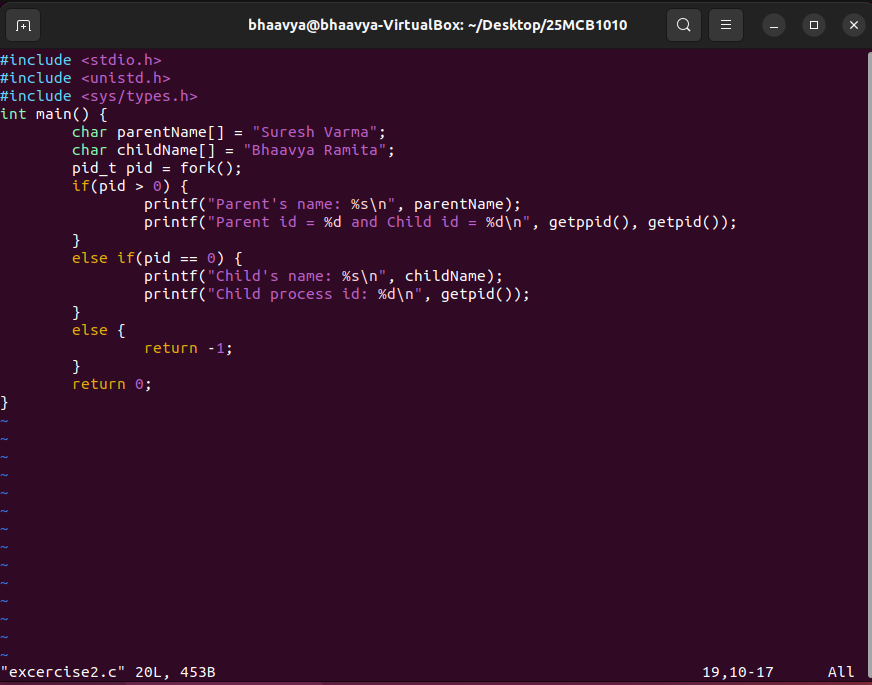 bhaavya@bhaavya-VirtualBox: ~/Desktop/25MCB1010
#include <stdio.h>
#include <unistd.h>
#include <sys/types.h>
int main() {
        char parentName[] = "Suresh Varma";
        char childName[] = "Bhaavya Ramita";
        pid_t pid = fork();
        if(pid > 0) {
                printf("Parent's name: %s\n", parentName);
                printf("Parent id = %d and Child id = %d\n", getppid(), getpid());
        }
        else if(pid == 0) {
                printf("Child's name: %s\n", childName);
                printf("Child process id: %d\n", getpid());
        }
        else {
                return -1;
        }
        return 0;
}
~
~
~
~
~
~
~
~
~
~
~
~
~
~
"excercise2.c" 20L, 453B 19,10-17 All